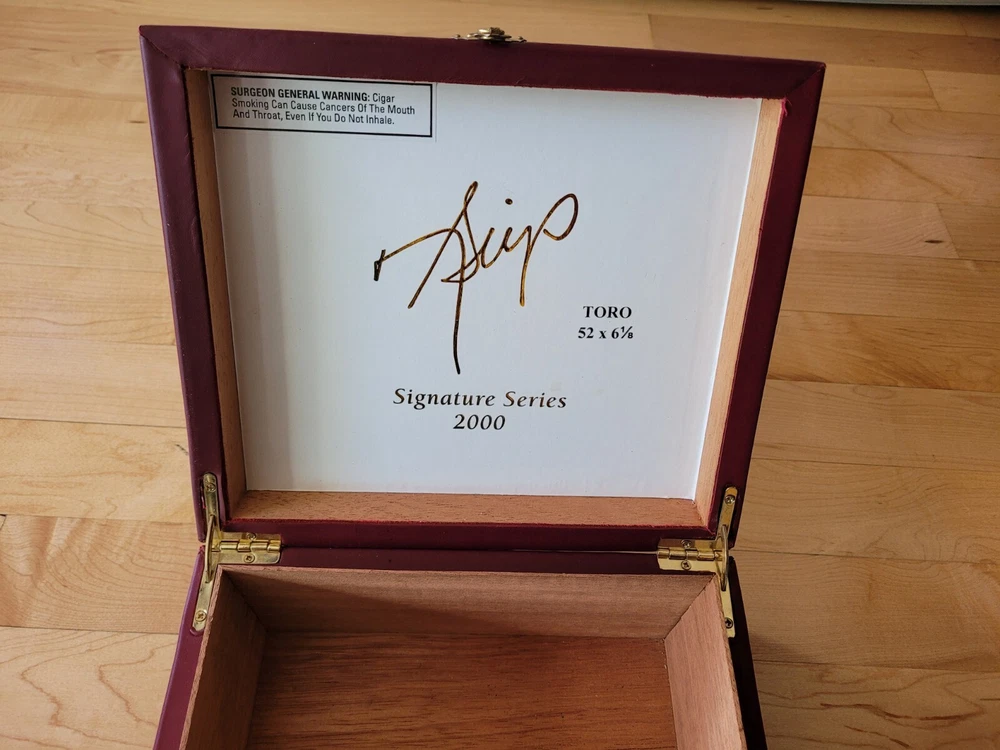 SURGEON GENERAL WARNING: Cigar
Smoking Can Cause Cancers Of The Mouth
And Throat, Even If You Do Not Inhale.
TORO
52 x 6⅛
Signature Series
2000